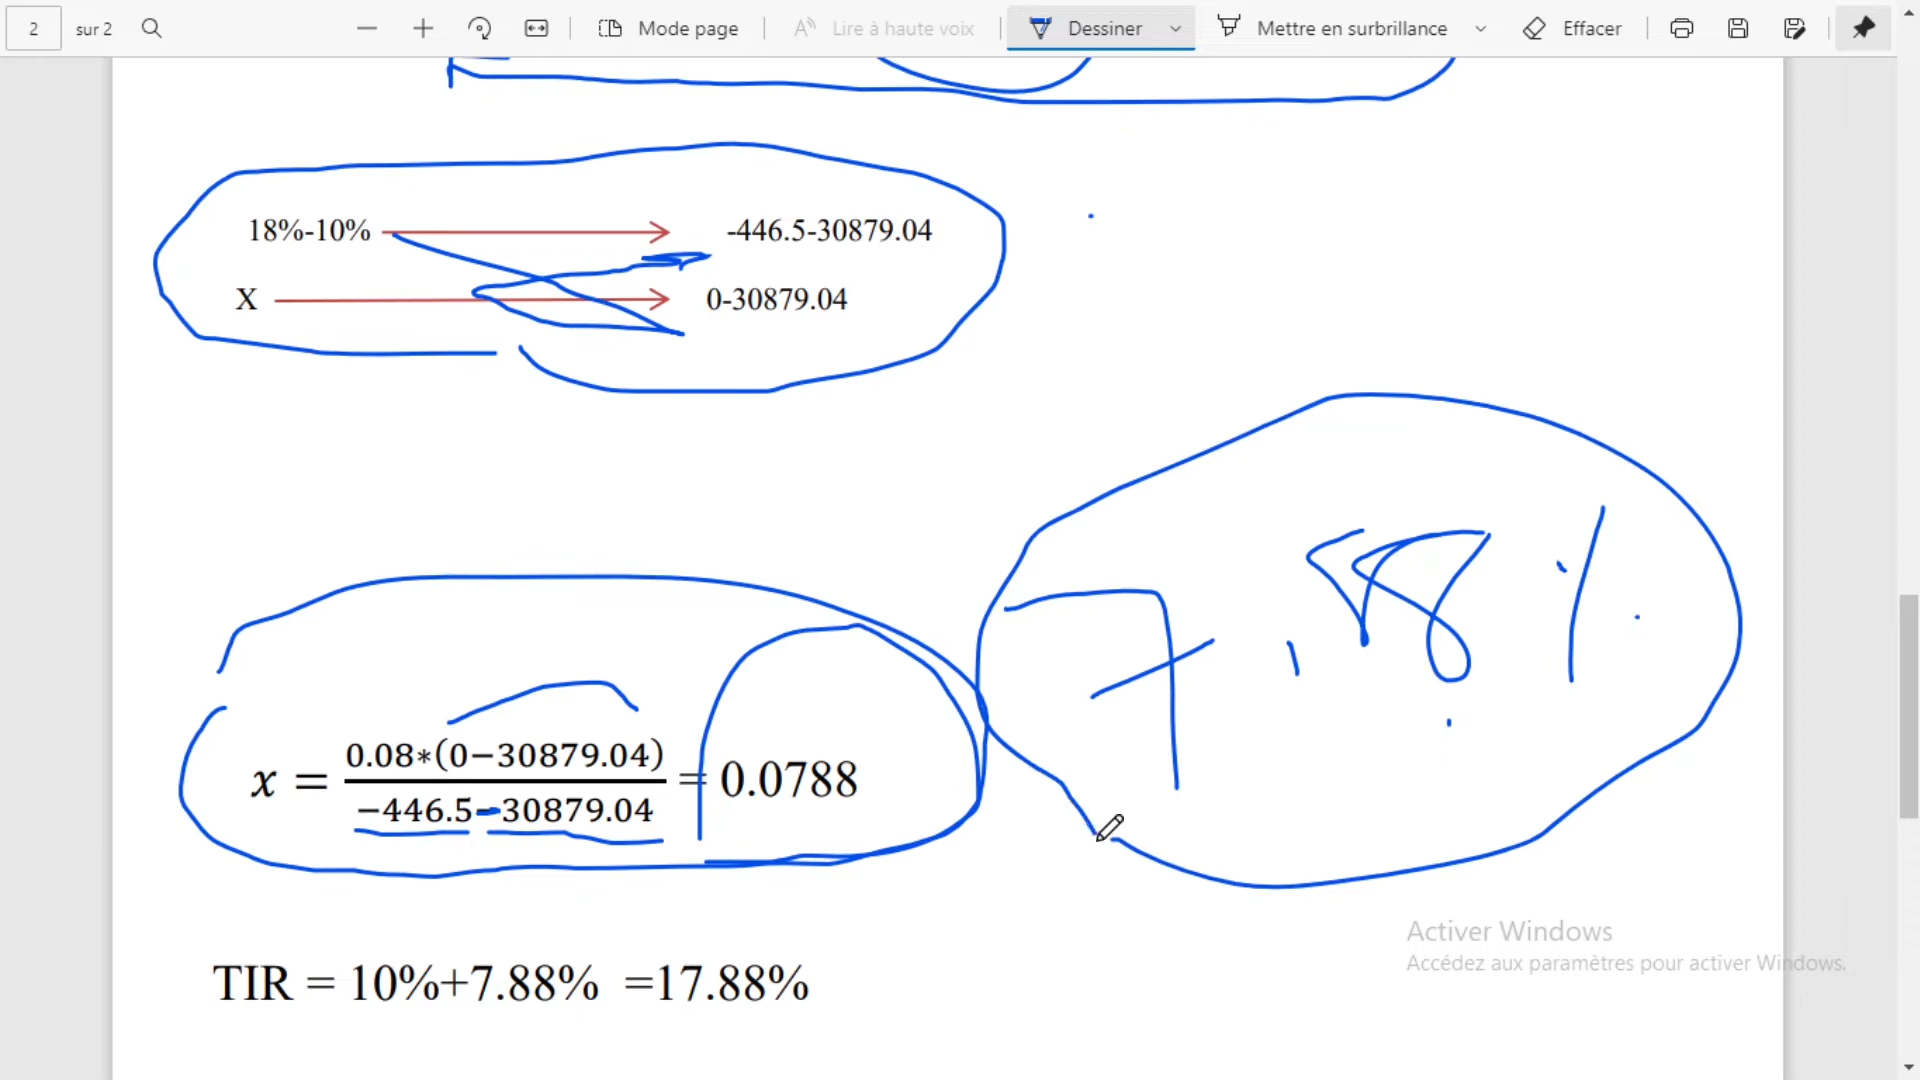 2 sur 2 Mode page Lire à haute voix Dessiner Mettre en surbrillance Effacer
18%-10% -446.5-30879.04
X 0-30879.04
7,88%
x = 0.08*(0−30879.04) / −446.5−30879.04 = 0.0788
Activer Windows
Accédez aux paramètres pour activer Windows.
TIR = 10%+7.88% =17.88%